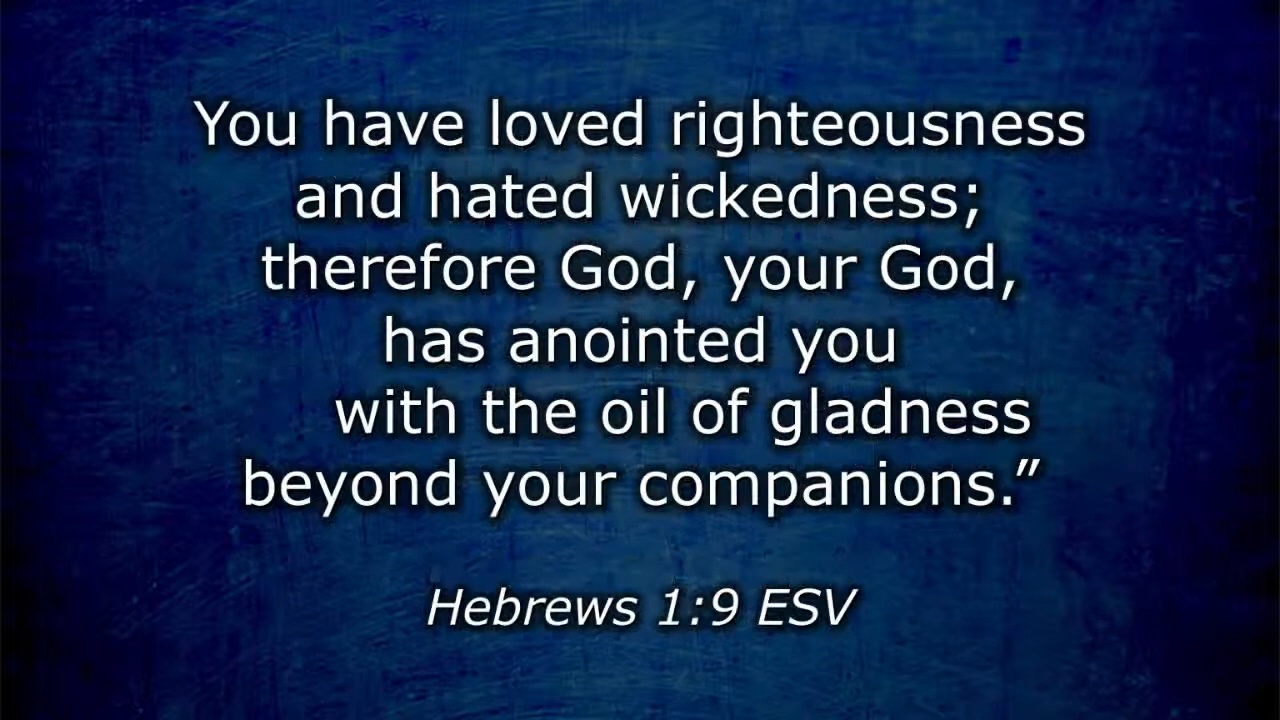 You have loved righteousness
and hated wickedness;
therefore God, your God,
has anointed you
with the oil of gladness
beyond your companions.”
Hebrews 1:9 ESV